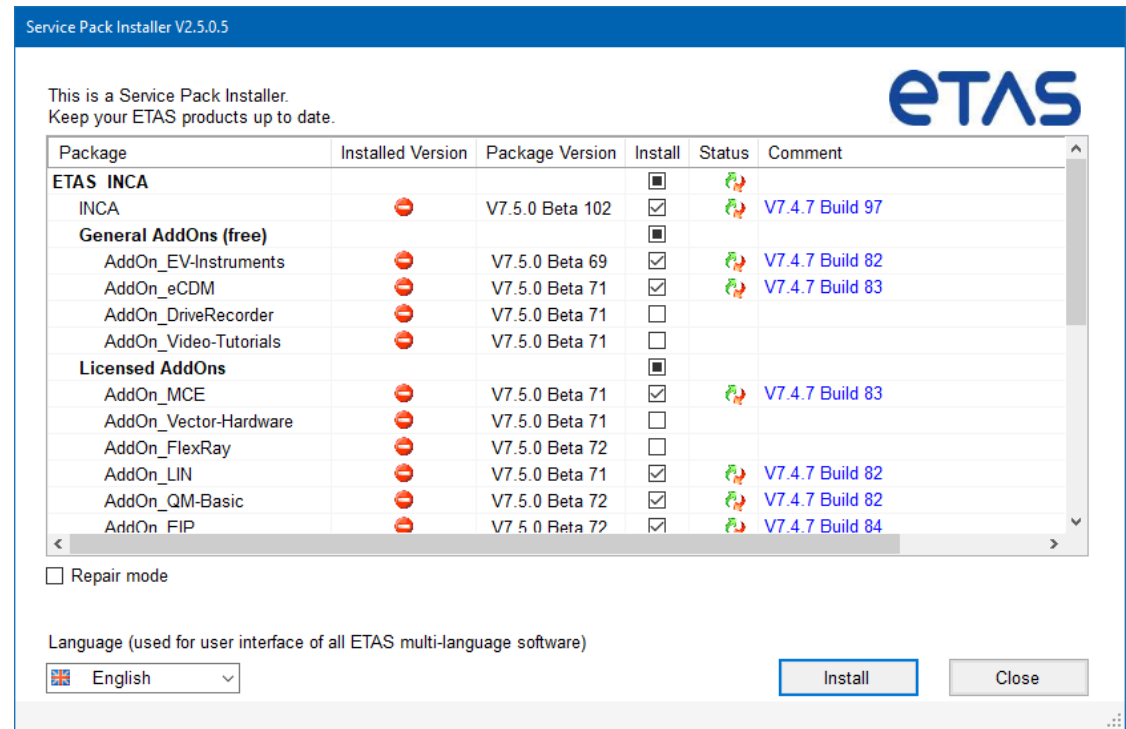 Service Pack Installer V2.5.0.5
eTAS
This is a Service Pack Installer.
Keep your ETAS products up to date.
Package Installed Version Package Version Install Status Comment
ETAS INCA
INCA V7.5.0 Beta 102 V7.4.7 Build 97
General AddOns (free)
AddOn_EV-Instruments V7.5.0 Beta 69 V7.4.7 Build 82
AddOn_eCDM V7.5.0 Beta 71 V7.4.7 Build 83
AddOn_DriveRecorder V7.5.0 Beta 71
AddOn_Video-Tutorials V7.5.0 Beta 71
Licensed AddOns
AddOn_MCE V7.5.0 Beta 71 V7.4.7 Build 83
AddOn_Vector-Hardware V7.5.0 Beta 71
AddOn_FlexRay V7.5.0 Beta 72
AddOn_LIN V7.5.0 Beta 71 V7.4.7 Build 82
AddOn_QM-Basic V7.5.0 Beta 72 V7.4.7 Build 82
AddOn_EIP V7.5.0 Beta 72 V7.4.7 Build 84
Repair mode
Language (used for user interface of all ETAS multi-language software)
English Install Close